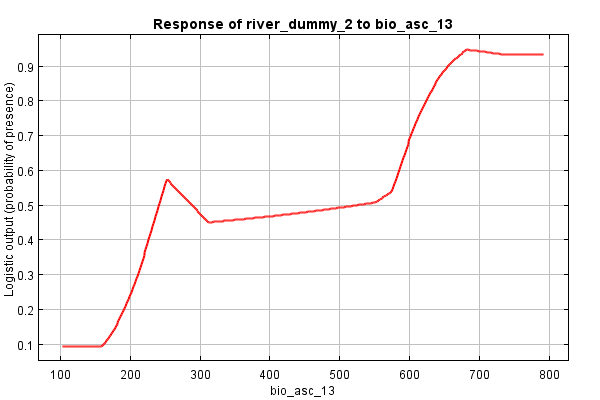 Response of river_dummy_2 to bio_asc_13
Logistic output (probability of presence)
0.9
0.8
0.7
0.6
0.5
0.4
0.3
0.2
0.1
100 200 300 400 500 600 700 800
bio_asc_13